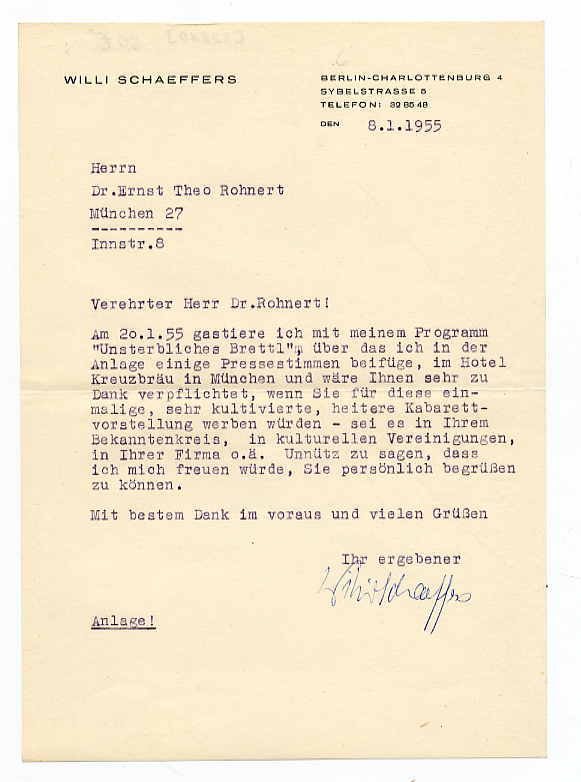 WILLI SCHAEFFERS
BERLIN-CHARLOTTENBURG 4
SYBELSTRASSE 5
TELEFON: 32 85 48
DEN 8.1.1955
Herrn
Dr.Ernst Theo Rohnert
München 27
----------
Innstr.8
Verehrter Herr Dr.Rohnert!
Am 20.1.55 gastiere ich mit meinem Programm
"Unsterbliches Brettl", über das ich in der
Anlage einige Pressestimmen beifüge, im Hotel
Kreuzbräu in München und wäre Ihnen sehr zu
Dank verpflichtet, wenn Sie für diese ein-
malige, sehr kultivierte, heitere Kabarett-
vorstellung werben würden - sei es in Ihrem
Bekanntenkreis, in kulturellen Vereinigungen,
in Ihrer Firma o.ä. Unnütz zu sagen, dass
ich mich freuen würde, Sie persönlich begrüßen
zu können.
Mit bestem Dank im voraus und vielen Grüßen
Ihr ergebener
Willi Schaeffers
Anlage!